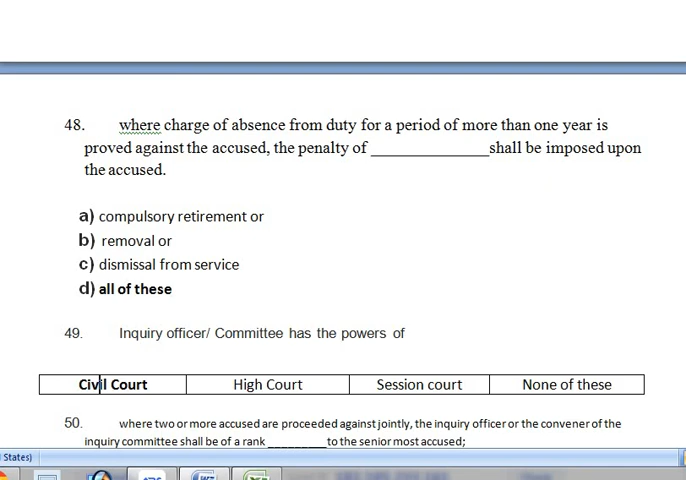 48. where charge of absence from duty for a period of more than one year is
proved against the accused, the penalty of ______________shall be imposed upon
the accused.
a) compulsory retirement or
b) removal or
c) dismissal from service
d) all of these
49. Inquiry officer/ Committee has the powers of
Civil Court High Court Session court None of these
50. where two or more accused are proceeded against jointly, the inquiry officer or the convener of the
inquiry committee shall be of a rank _________to the senior most accused;
States)